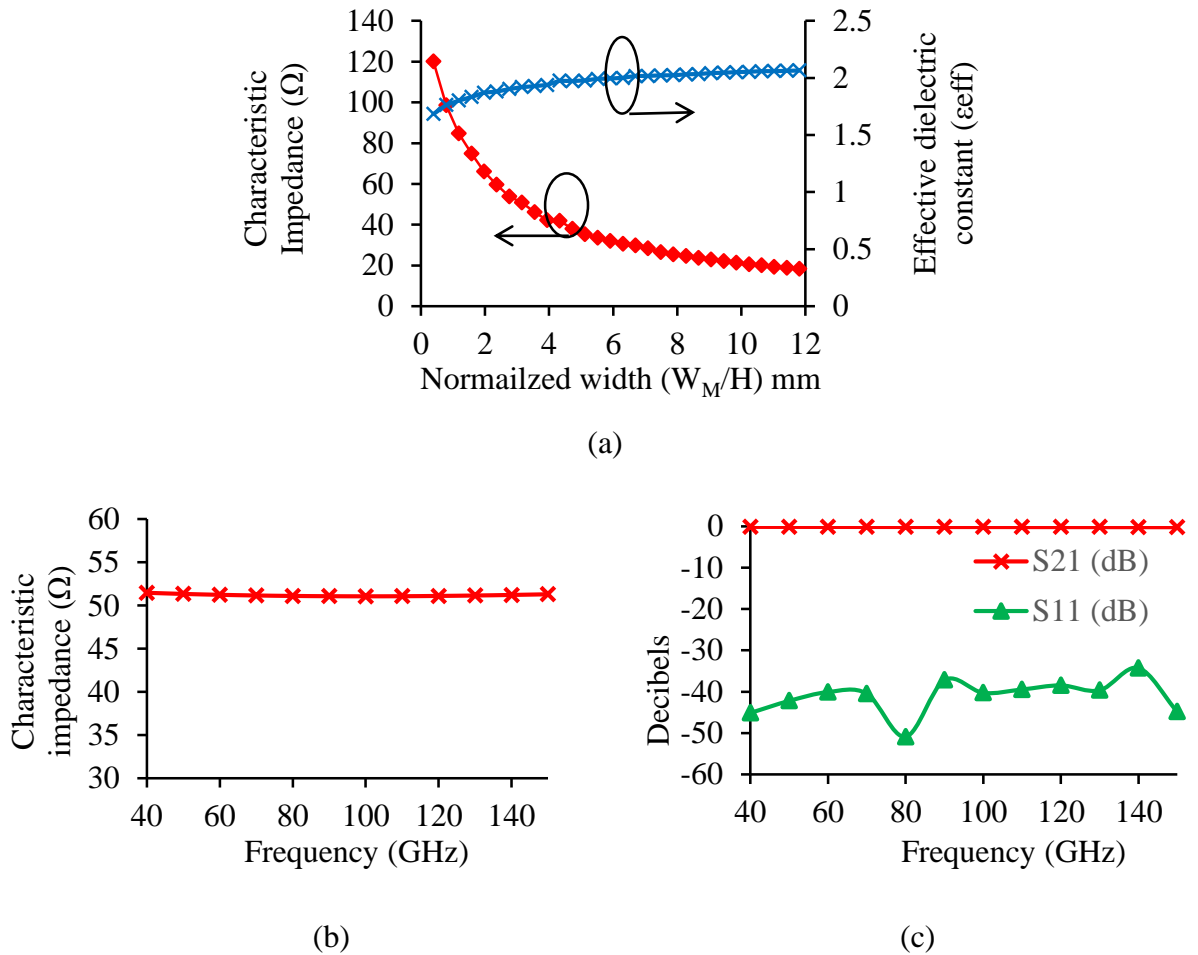 140
120
100
80
60
40
20
0
Characteristic
Impedance (Ω)
2.5
2
1.5
1
0.5
0
Effective dielectric
constant (εeff)
0 2 4 6 8 10 12
Normailzed width (W_M/H) mm
(a)
60
55
50
45
40
35
30
Characteristic
impedance (Ω)
40 60 80 100 120 140
Frequency (GHz)
(b)
0
-10
-20
-30
-40
-50
-60
Decibels
S21 (dB)
S11 (dB)
40 60 80 100 120 140
Frequency (GHz)
(c)